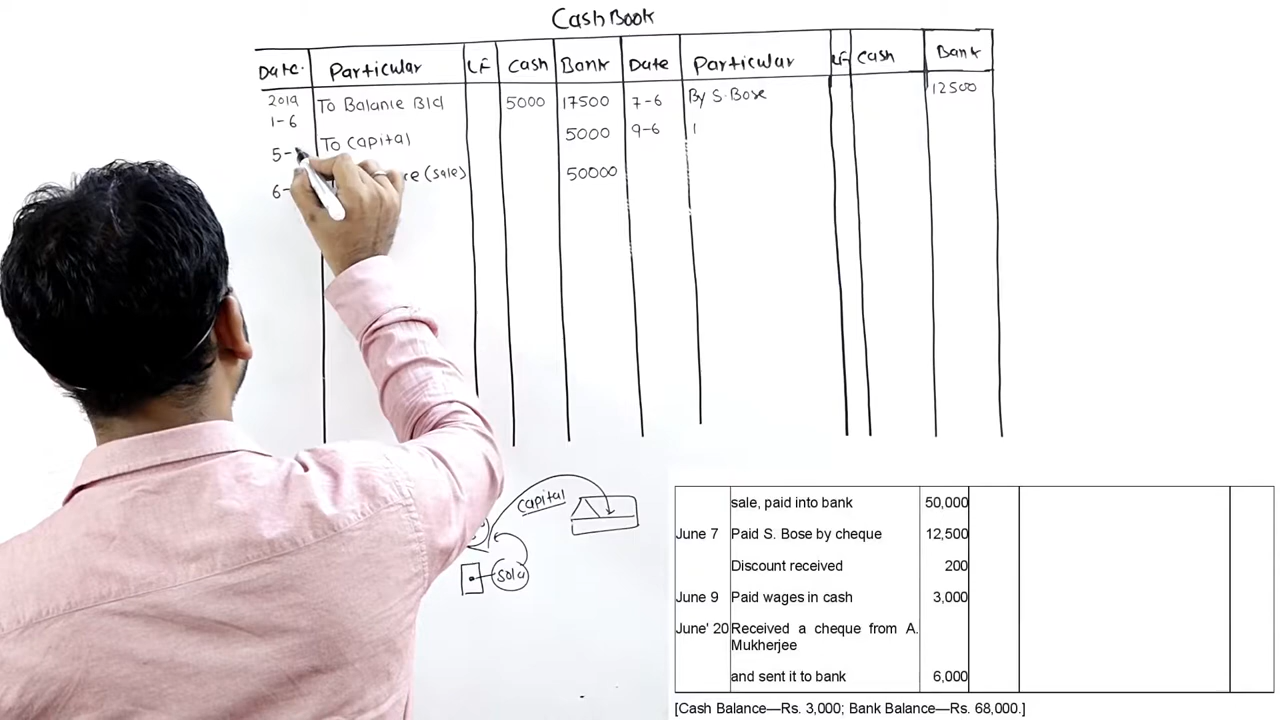 Cash Book
Date. Particular LF Cash Bank Date Particular LF Cash Bank
2019 To Balanie Bld 5000 17500 7-6 By S. Bose 12500
1-6
5- To Capital 5000 9-6
6- (sale) 50000
Capital
Sold
sale, paid into bank 50,000
June 7 Paid S. Bose by cheque 12,500
Discount received 200
June 9 Paid wages in cash 3,000
June' 20 Received a cheque from A.
Mukherjee
and sent it to bank 6,000
[Cash Balance—Rs. 3,000; Bank Balance—Rs. 68,000.]